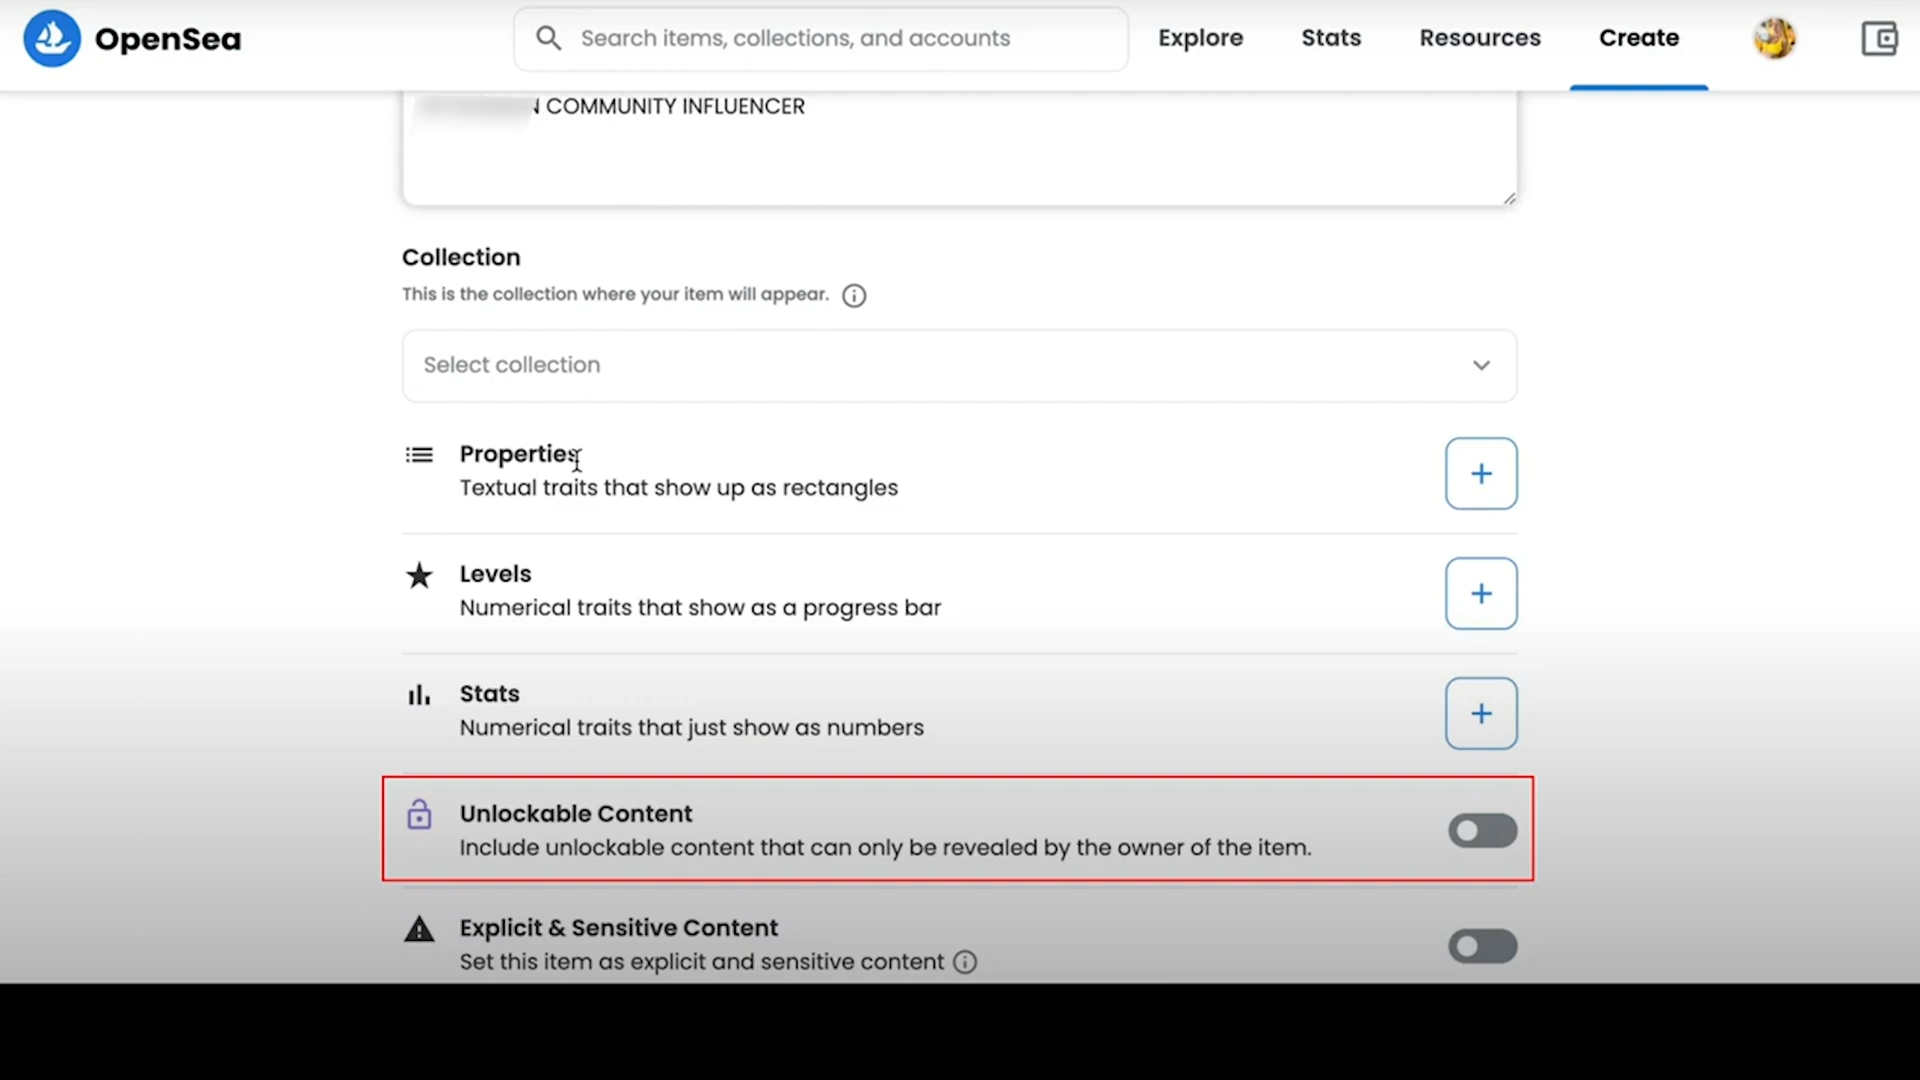 OpenSea
Search items, collections, and accounts
Explore
Stats
Resources
Create
COMMUNITY INFLUENCER
Collection
This is the collection where your item will appear.
Select collection
Properties
Textual traits that show up as rectangles
Levels
Numerical traits that show as a progress bar
Stats
Numerical traits that just show as numbers
Unlockable Content
Include unlockable content that can only be revealed by the owner of the item.
Explicit & Sensitive Content
Set this item as explicit and sensitive content